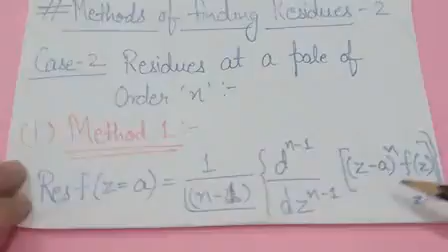 # Methods of finding Residues-2
Case-2 Residues at a pole of
Order 'n' :-
(1) Method 1 :-
Res f(z=a) = 1/|(n-1) { d^(n-1)/dz^(n-1) [(z-a)^n f(z)]